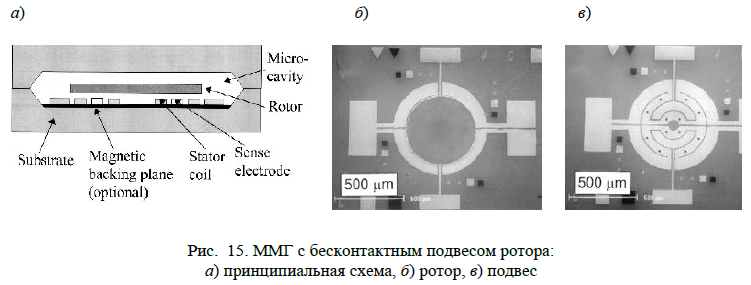 а)
б)
в)
Micro-
cavity
Rotor
Substrate
Magnetic
backing plane
(optional)
Stator
coil
Sense
electrode
500 µm
500 µm
Рис. 15. ММГ с бесконтактным подвесом ротора:
а) принципиальная схема, б) ротор, в) подвес